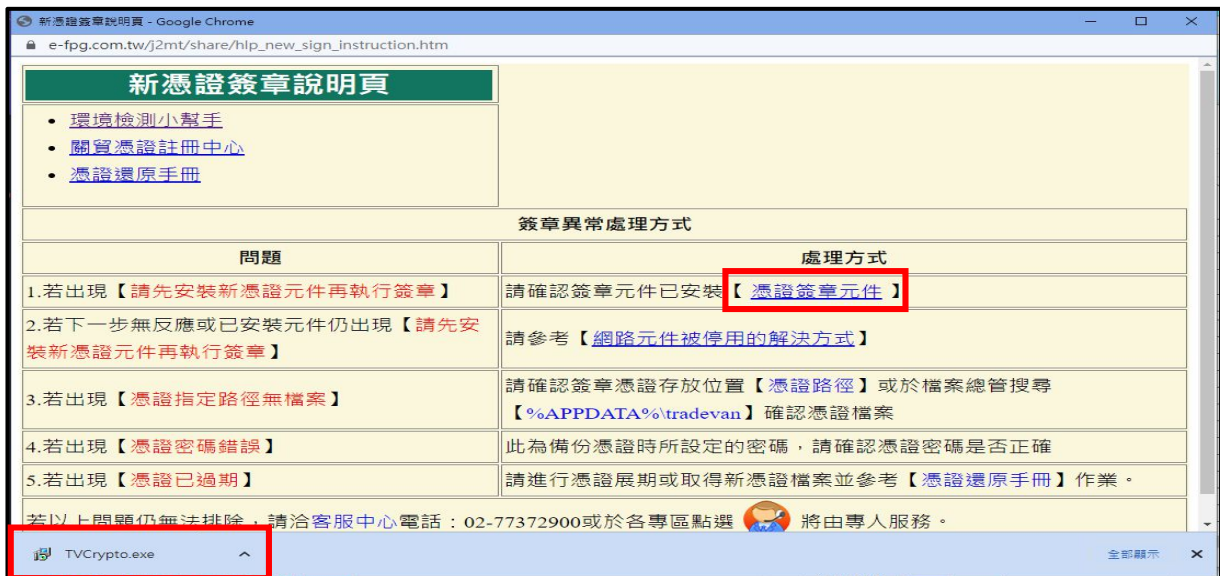 新憑證簽章說明頁 - Google Chrome
e-fpg.com.tw/j2mt/share/hlp_new_sign_instruction.htm
新憑證簽章說明頁
• 環境檢測小幫手
• 關貿憑證註冊中心
• 憑證還原手冊
簽章異常處理方式
問題
處理方式
1.若出現【請先安裝新憑證元件再執行簽章】
請確認簽章元件已安裝【 憑證簽章元件 】
2.若下一步無反應或已安裝元件仍出現【請先安
裝新憑證元件再執行簽章】
請參考【網路元件被停用的解決方式】
3.若出現【憑證指定路徑無檔案】
請確認簽章憑證存放位置【憑證路徑】或於檔案總管搜尋
【%APPDATA%\tradevan】確認憑證檔案
4.若出現【憑證密碼錯誤】
此為備份憑證時所設定的密碼，請確認憑證密碼是否正確
5.若出現【憑證已過期】
請進行憑證展期或取得新憑證檔案並參考【憑證還原手冊】作業。
若以上問題仍無法排除，請洽客服中心電話：02-77372900或於各專區點選 將由專人服務。
TVCrypto.exe
全部顯示